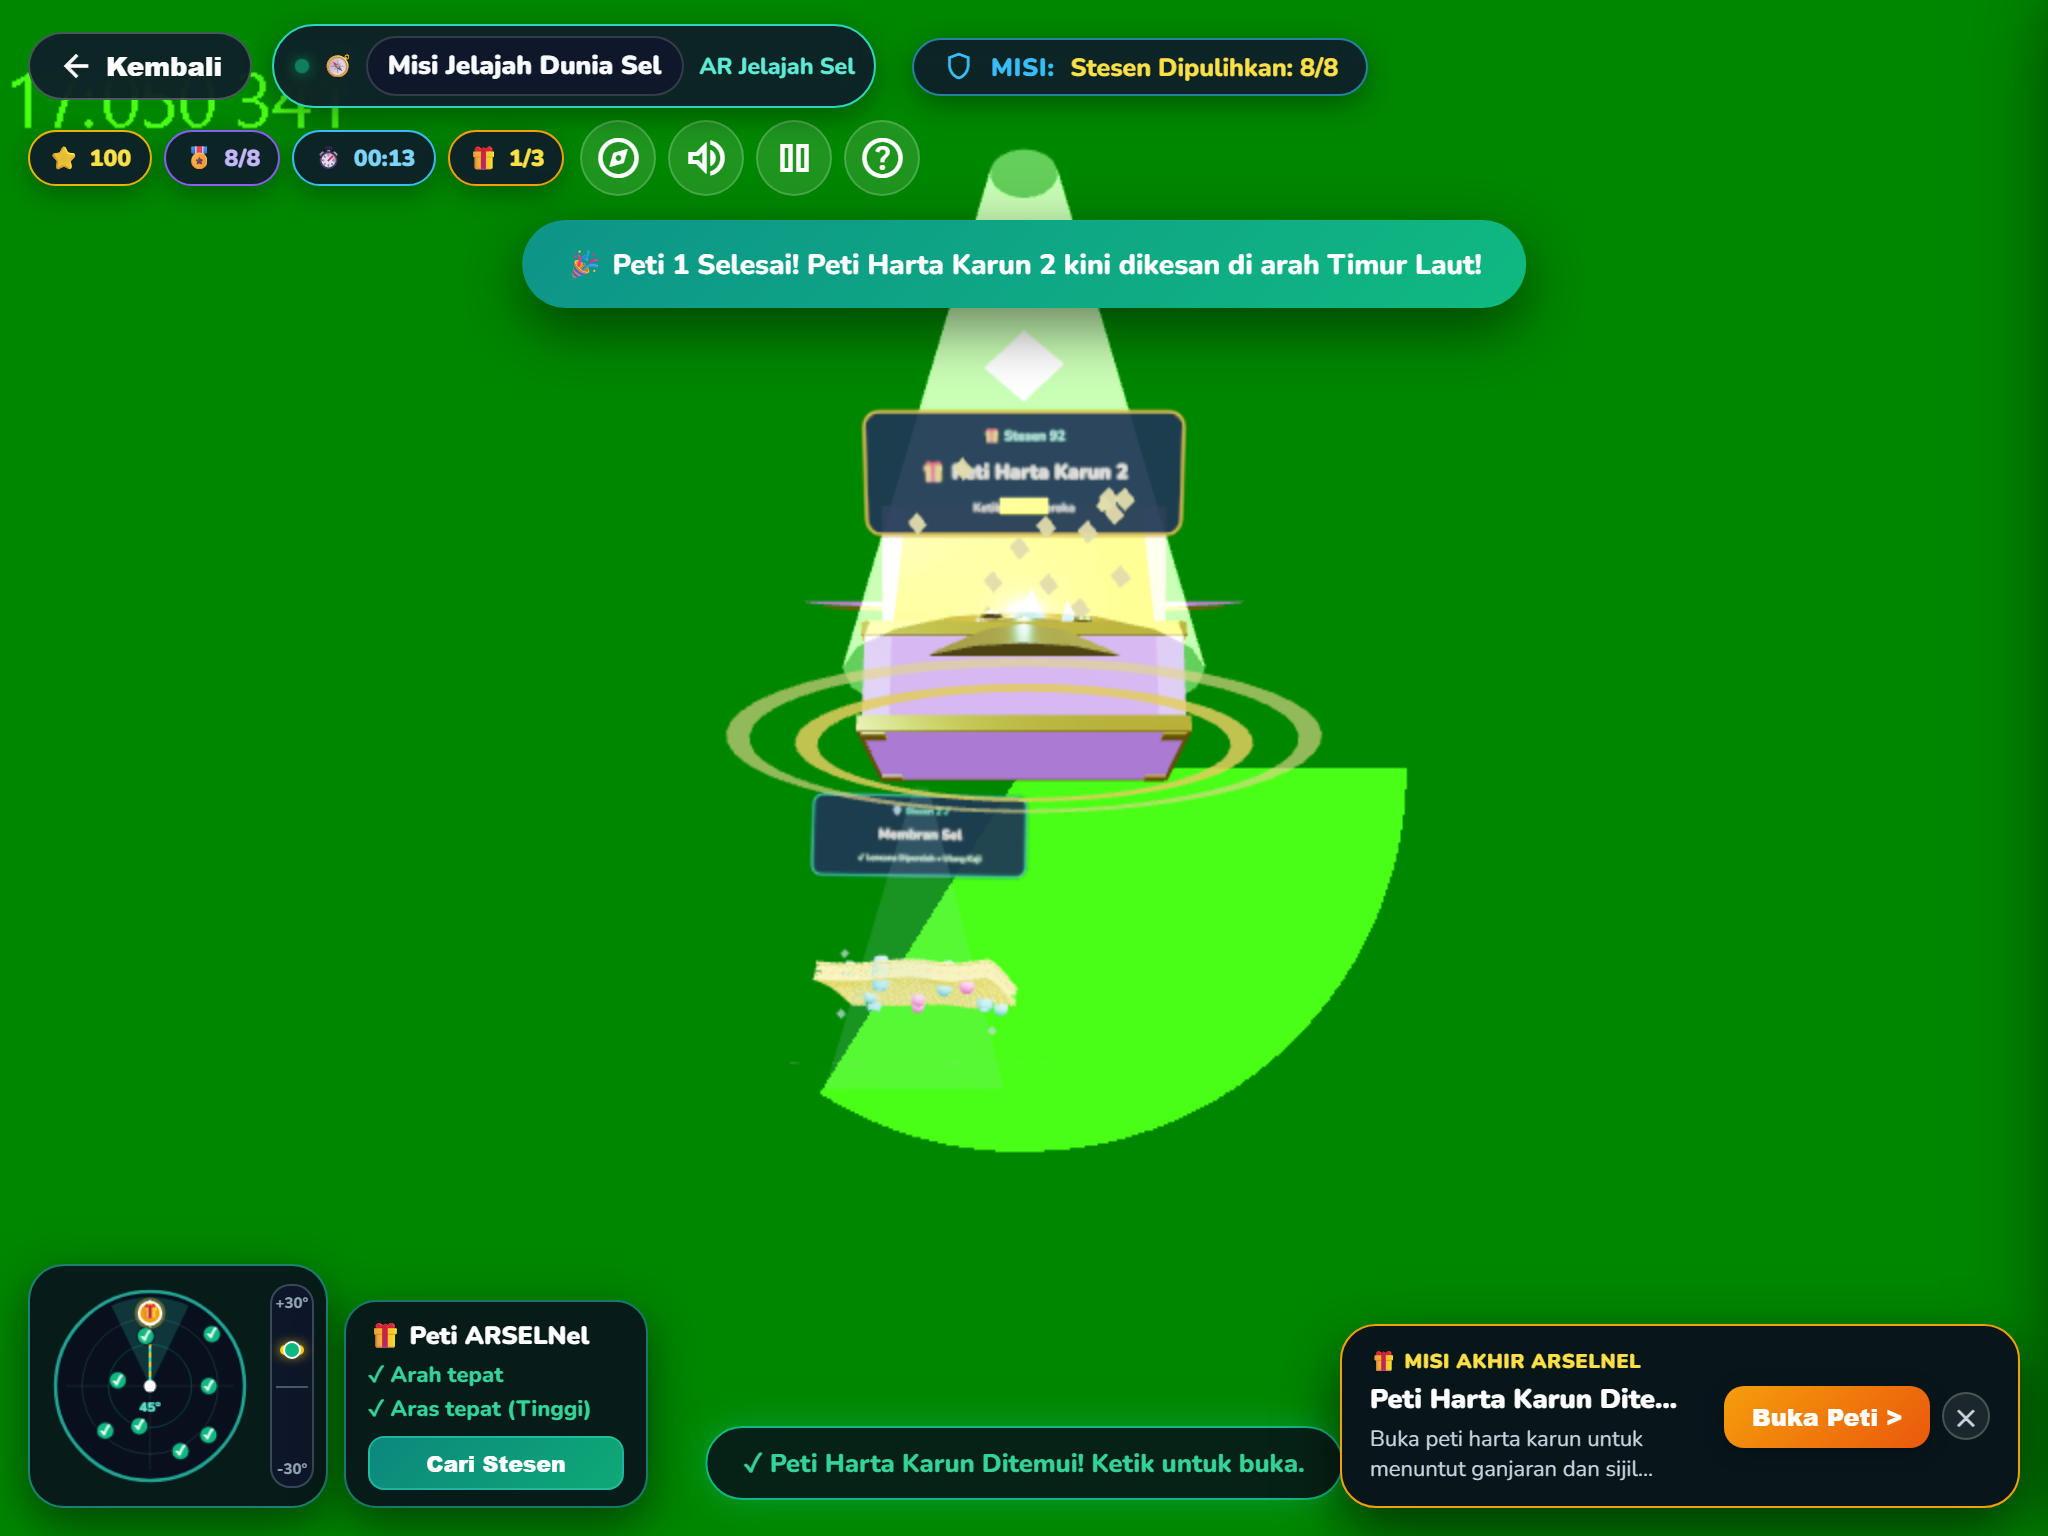 Kembali
Misi Jelajah Dunia Sel
AR Jelajah Sel
MISI: Stesen Dipulihkan: 8/8
100
8/8
00:13
1/3
Peti 1 Selesai! Peti Harta Karun 2 kini dikesan di arah Timur Laut!
Stesen 92
Peti Harta Karun 2
Membran Sel
+30°
T
45°
-30°
Peti ARSELNel
✓ Arah tepat
✓ Aras tepat (Tinggi)
Cari Stesen
✓ Peti Harta Karun Ditemui! Ketik untuk buka.
MISI AKHIR ARSELNEL
Peti Harta Karun Dite...
Buka peti harta karun untuk
menuntut ganjaran dan sijil...
Buka Peti >